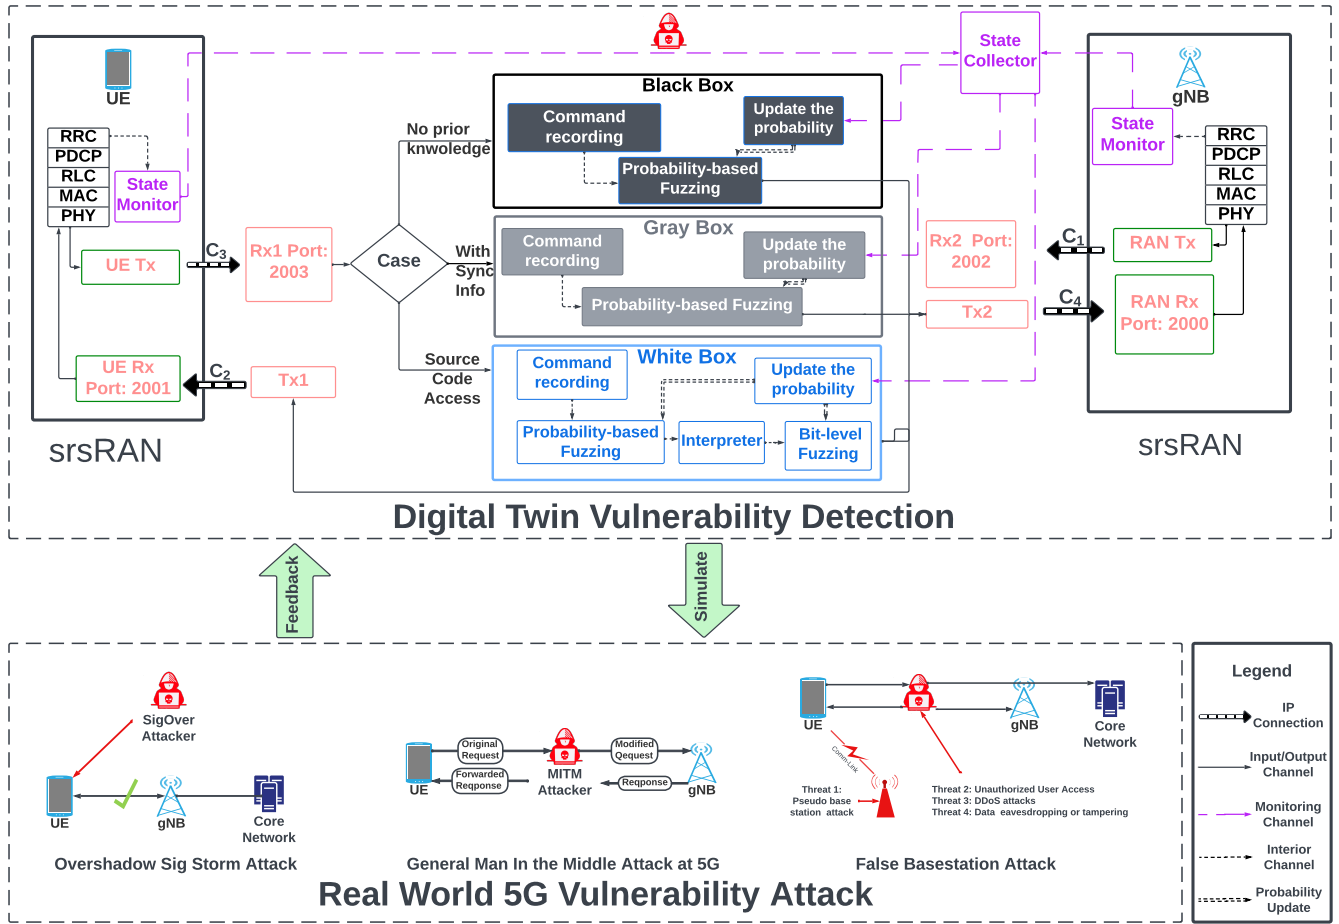 UE
RRC
PDCP
RLC
MAC
PHY
State
Monitor
UE Tx
UE Rx
Port: 2001
srsRAN
C3
C2
Rx1 Port:
2003
Tx1
Case
No prior
knwoledge
With
Sync
Info
Source
Code
Access
Black Box
Command
recording
Update the
probability
Probability-based
Fuzzing
Gray Box
Command
recording
Update the
probability
Probability-based Fuzzing
White Box
Command
recording
Update the
probability
Probability-based
Fuzzing
Interpreter
Bit-level
Fuzzing
State
Collector
Rx2 Port:
2002
Tx2
C1
C4
gNB
State
Monitor
RRC
PDCP
RLC
MAC
PHY
RAN Tx
RAN Rx
Port: 2000
srsRAN
Digital Twin Vulnerability Detection
Feedback
Simulate
SigOver
Attacker
UE
gNB
Core
Network
Overshadow Sig Storm Attack
UE
Original
Request
Forwarded
Reqponse
MITM
Attacker
Modified
Qequest
Reqponse
gNB
General Man In the Middle Attack at 5G
UE
gNB
Core
Network
Comm-Link
Threat 1:
Pseudo base
station attack
Threat 2: Unauthorized User Access
Threat 3: DDoS attacks
Threat 4: Data eavesdropping or tampering
False Basestation Attack
Real World 5G Vulnerability Attack
Legend
IP
Connection
Input/Output
Channel
Monitoring
Channel
Interior
Channel
Probability
Update